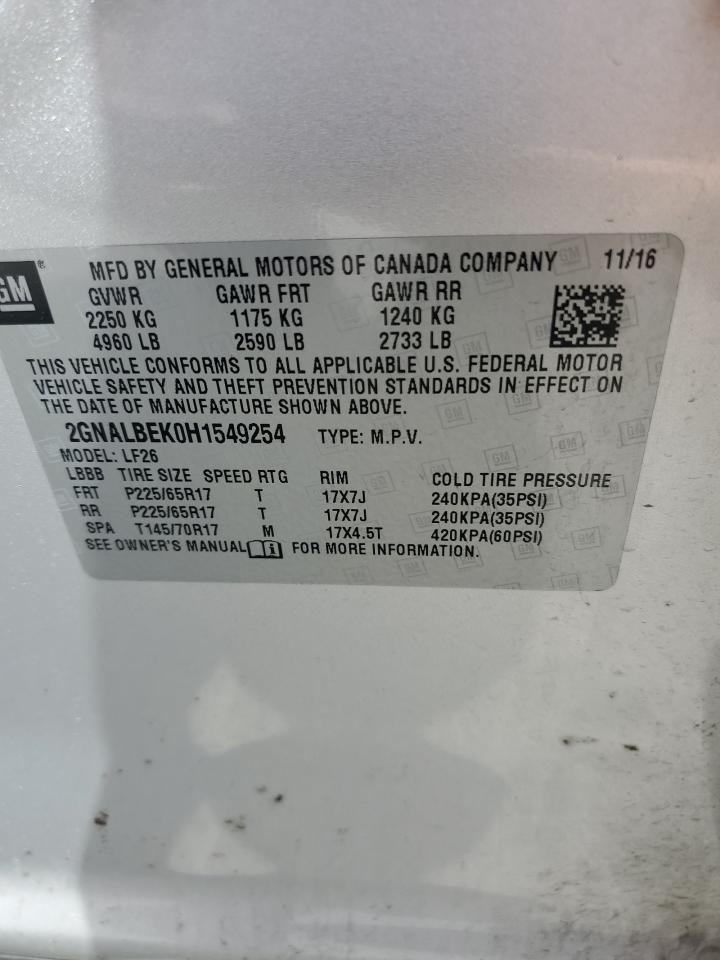 GM® MFD BY GENERAL MOTORS OF CANADA COMPANY 11/16
GVWR GAWR FRT GAWR RR
2250 KG 1175 KG 1240 KG
4960 LB 2590 LB 2733 LB
THIS VEHICLE CONFORMS TO ALL APPLICABLE U.S. FEDERAL MOTOR
VEHICLE SAFETY AND THEFT PREVENTION STANDARDS IN EFFECT ON
THE DATE OF MANUFACTURE SHOWN ABOVE.
2GNALBEK0H1549254 TYPE: M.P.V.
MODEL: LF26
LBBB TIRE SIZE SPEED RTG RIM COLD TIRE PRESSURE
FRT P225/65R17 T 17X7J 240KPA(35PSI)
RR P225/65R17 T 17X7J 240KPA(35PSI)
SPA T145/70R17 M 17X4.5T 420KPA(60PSI)
SEE OWNER'S MANUAL FOR MORE INFORMATION.